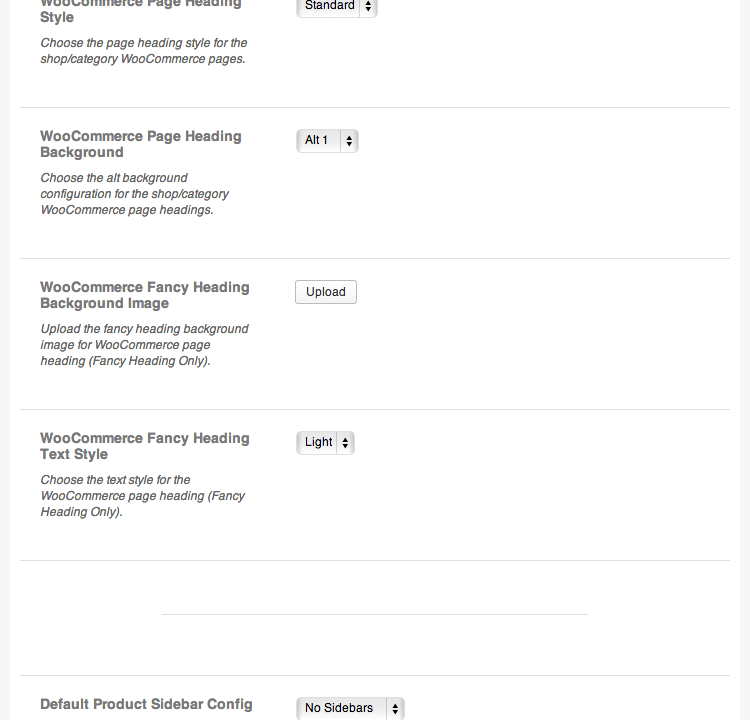 WooCommerce Page Heading
Style
Standard
Choose the page heading style for the
shop/category WooCommerce pages.
WooCommerce Page Heading
Background
Alt 1
Choose the alt background
configuration for the shop/category
WooCommerce page headings.
WooCommerce Fancy Heading
Background Image
Upload
Upload the fancy heading background
image for WooCommerce page
heading (Fancy Heading Only).
WooCommerce Fancy Heading
Text Style
Light
Choose the text style for the
WooCommerce page heading (Fancy
Heading Only).
Default Product Sidebar Config
No Sidebars